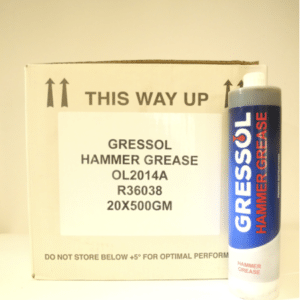 THIS WAY UP
GRESSOL
HAMMER GREASE
OL2014A
R36038
20X500GM
DO NOT STORE BELOW +5° FOR OPTIMAL PERFORM
GRESSOL
HAMMER GREASE
HAMMER
GREASE